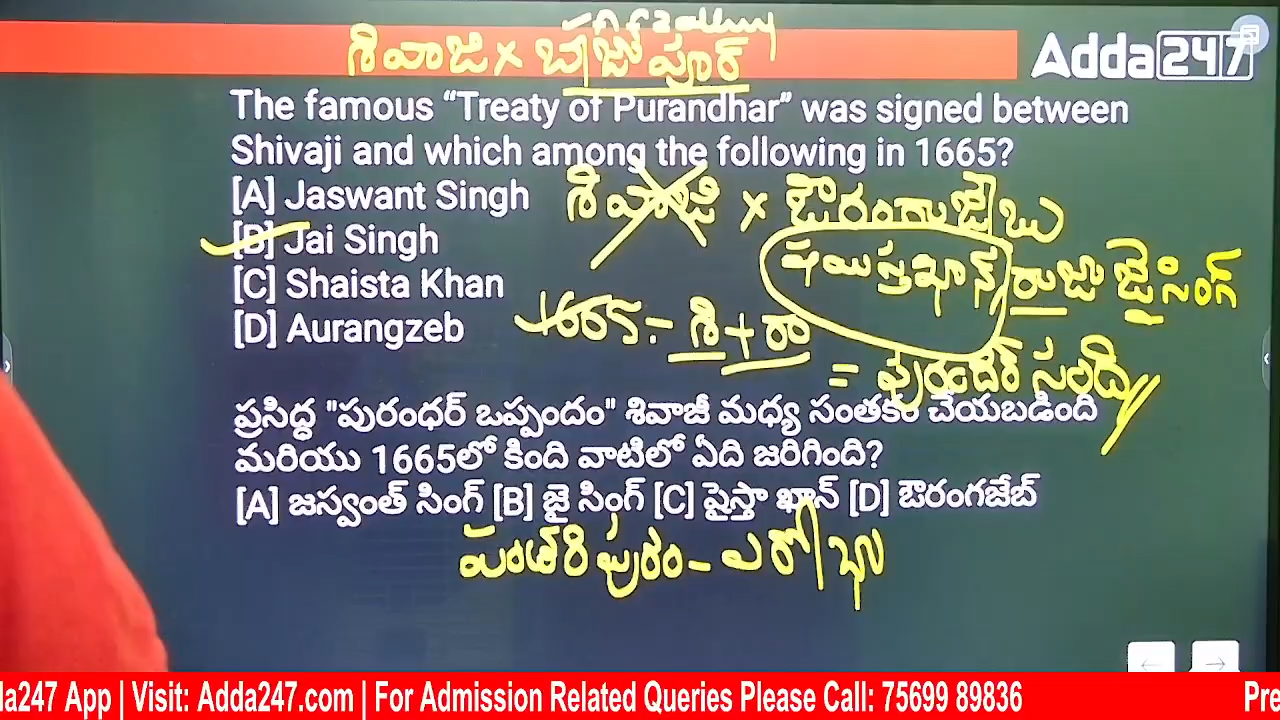 శివాజి x బీజాపూర్
Adda247
The famous “Treaty of Purandhar” was signed between
Shivaji and which among the following in 1665?
[A] Jaswant Singh
శివాజి x ఔరంగజేబు
[B] Jai Singh
షయిస్తఖాన్ రాజా జైసింగ్
[C] Shaista Khan
1665 - శి + రా
[D] Aurangzeb
= పురందర్ సంధి
ప్రసిద్ధ "పురంధర్ ఒప్పందం" శివాజీ మధ్య సంతకం చేయబడింది
మరియు 1665లో కింది వాటిలో ఏది జరిగింది?
[A] జస్వంత్ సింగ్ [B] జై సింగ్ [C] షైస్తా ఖాన్ [D] ఔరంగజేబ్
da247 App | Visit: Adda247.com | For Admission Related Queries Please Call: 75699 89836
Pre